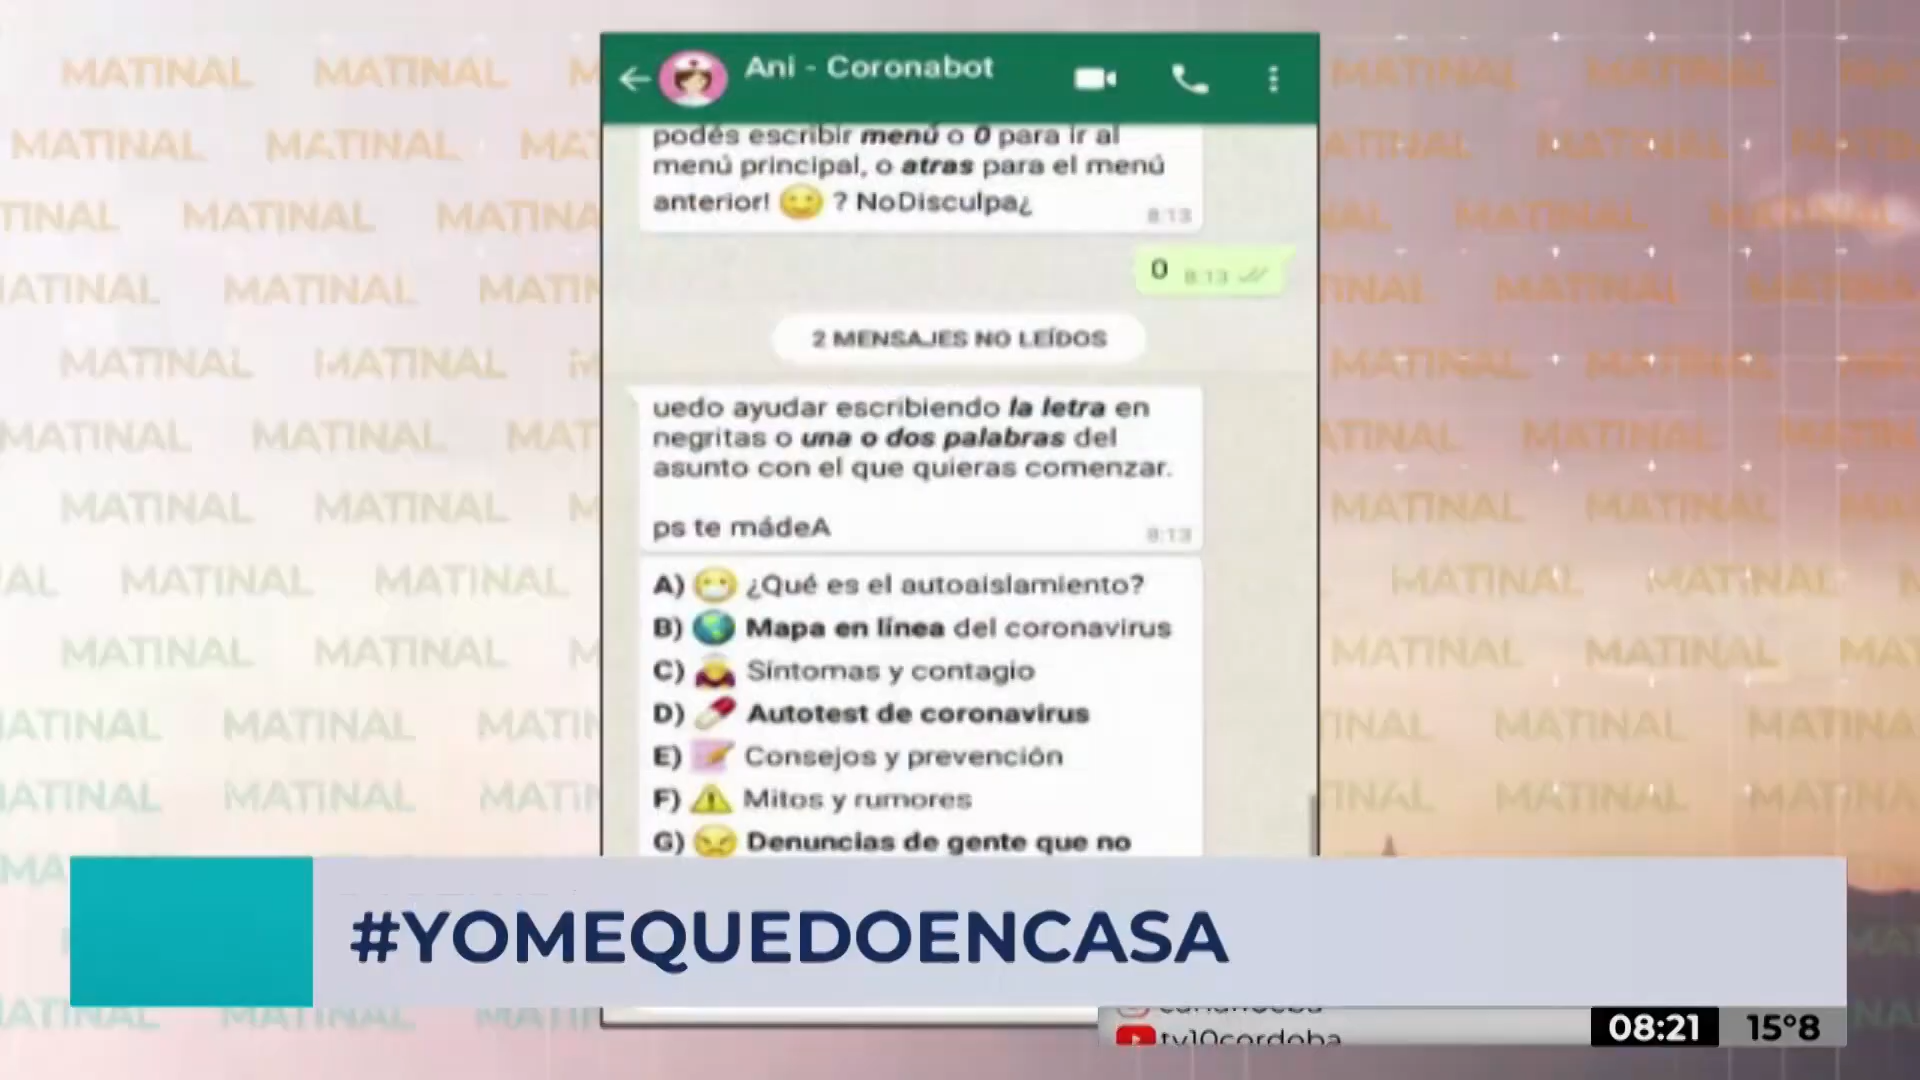 Ani - Coronabot
podés escribir menú o 0 para ir al
menú principal, o atras para el menú
anterior! ? NoDisculpa¿
8:13
0 8:13
2 MENSAJES NO LEÍDOS
uedo ayudar escribiendo la letra en
negritas o una o dos palabras del
asunto con el que quieras comenzar.
ps te mádeA
8:13
A) ¿Qué es el autoaislamiento?
B) Mapa en línea del coronavirus
C) Síntomas y contagio
D) Autotest de coronavirus
E) Consejos y prevención
F) Mitos y rumores
G) Denuncias de gente que no
#YOMEQUEDOENCASA
tv10cordoba
08:21 15°8
MATINAL MATINAL MATINAL MATINAL